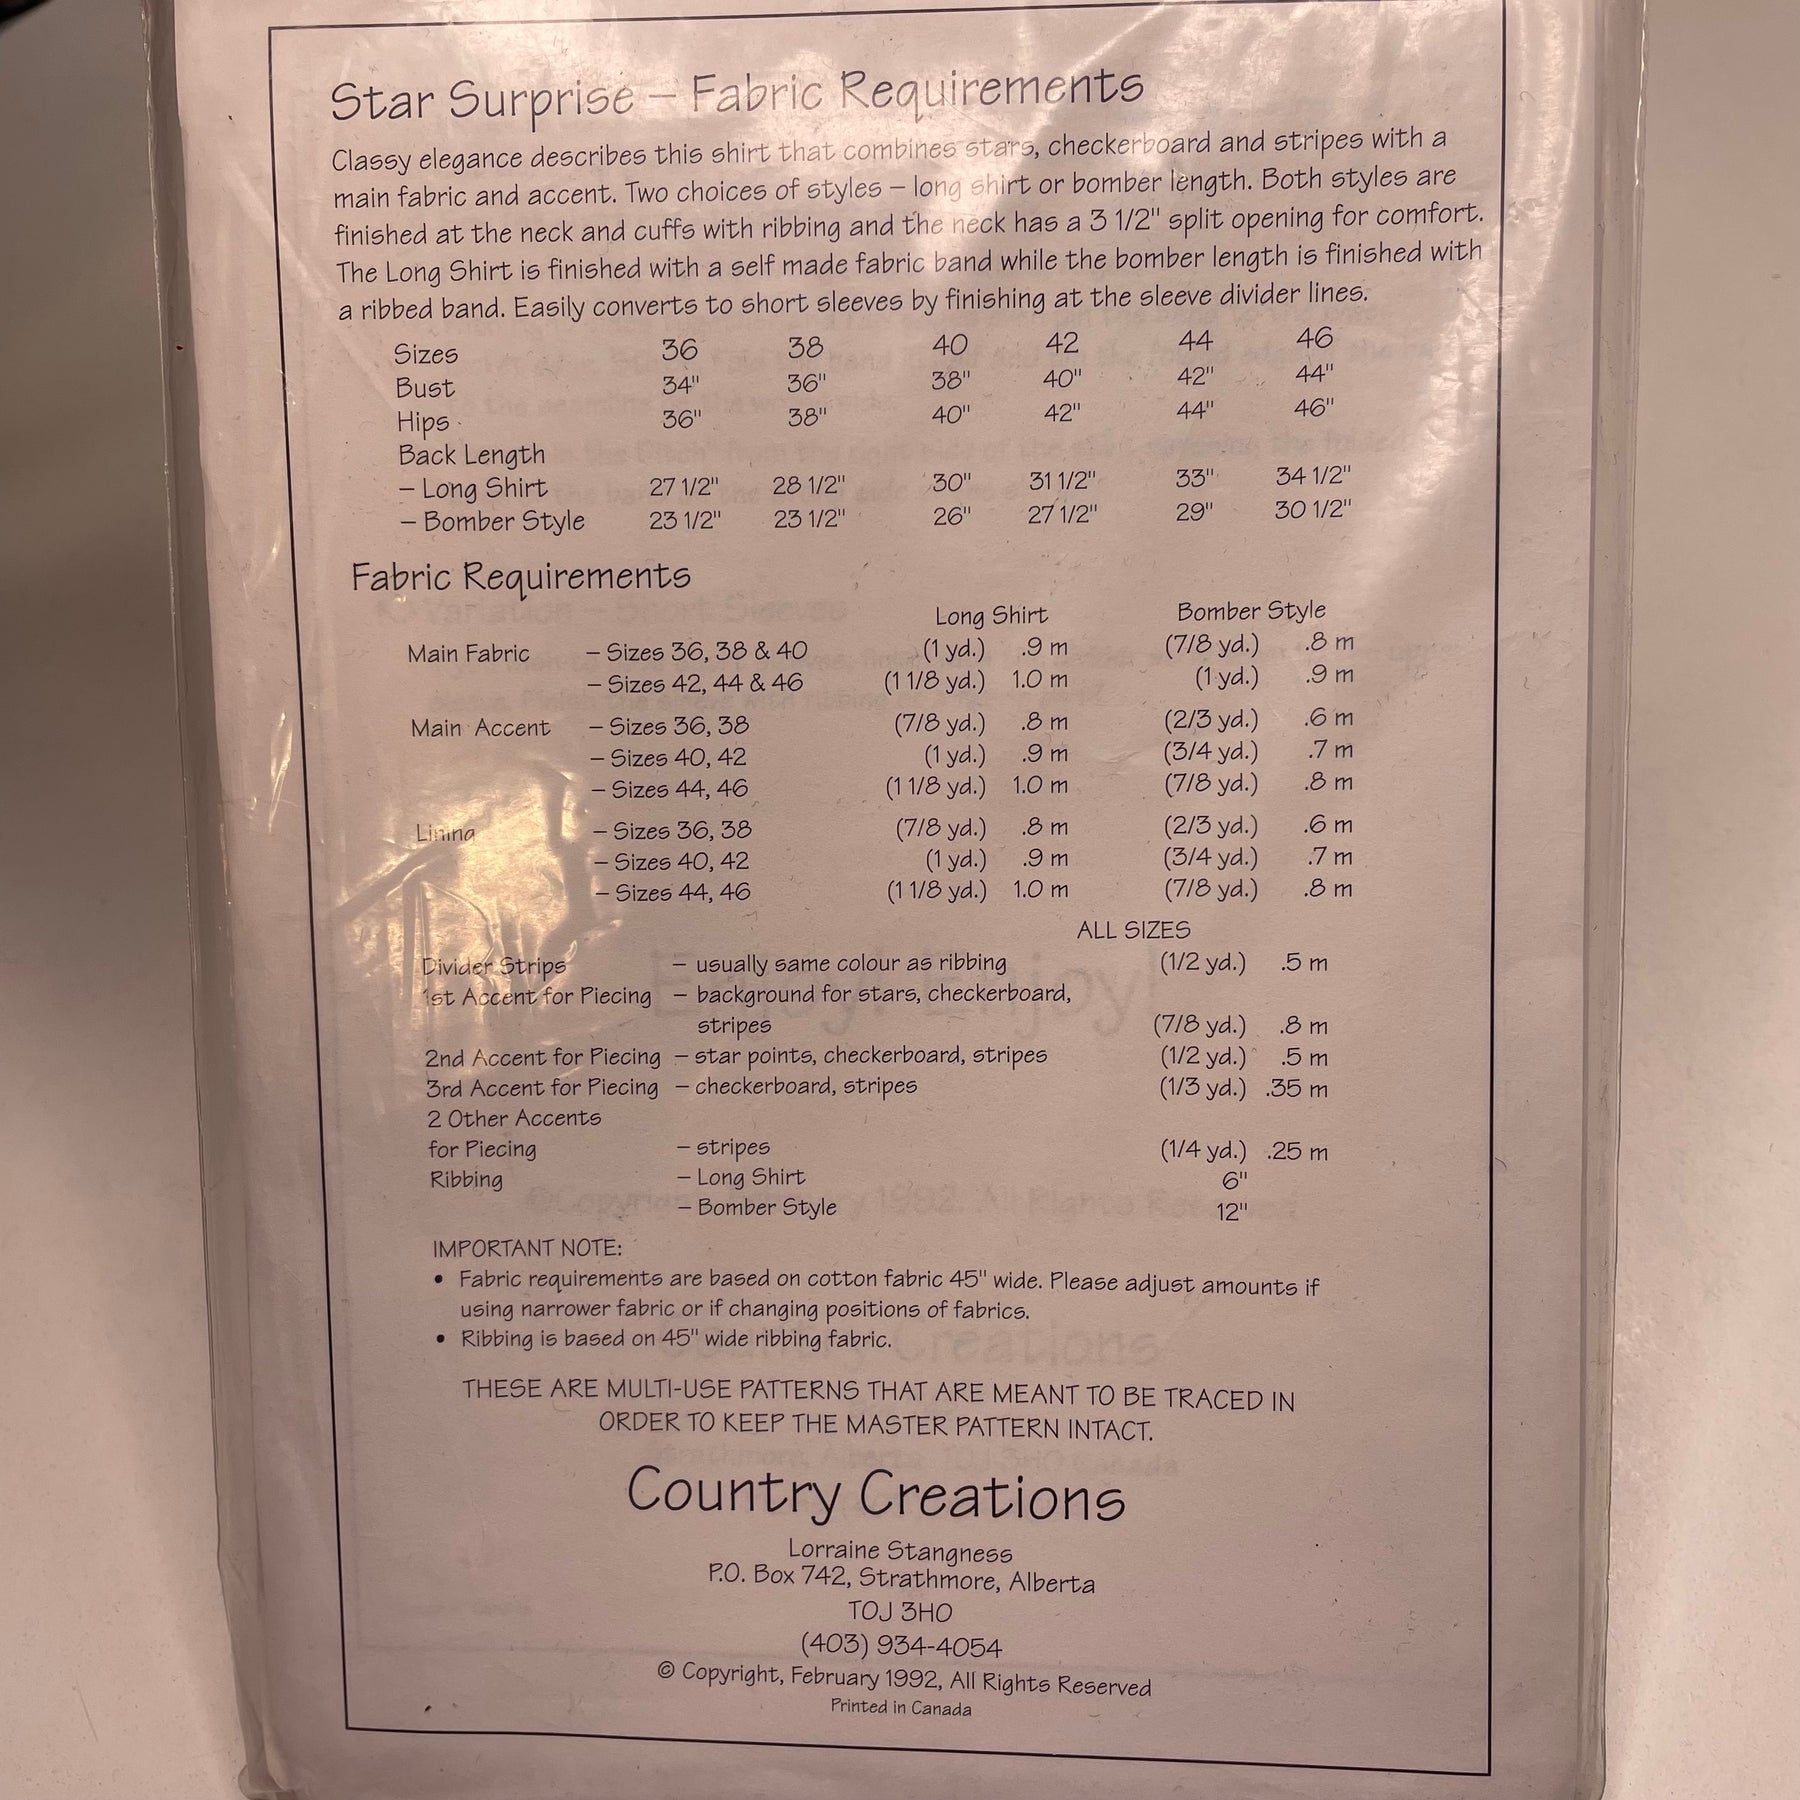 Star Surprise – Fabric Requirements
Classy elegance describes this shirt that combines stars, checkerboard and stripes with a
main fabric and accent. Two choices of styles – long shirt or bomber length. Both styles are
finished at the neck and cuffs with ribbing and the neck has a 3 1/2" split opening for comfort.
The Long Shirt is finished with a self made fabric band while the bomber length is finished with
a ribbed band. Easily converts to short sleeves by finishing at the sleeve divider lines.
Sizes 36 38 40 42 44 46
Bust 34" 36" 38" 40" 42" 44"
Hips 36" 38" 40" 42" 44" 46"
Back Length
– Long Shirt 27 1/2" 28 1/2" 30" 31 1/2" 33" 34 1/2"
– Bomber Style 23 1/2" 23 1/2" 26" 27 1/2" 29" 30 1/2"
Fabric Requirements
Long Shirt Bomber Style
Main Fabric – Sizes 36, 38 & 40 (1 yd.) .9 m (7/8 yd.) .8 m
– Sizes 42, 44 & 46 (1 1/8 yd.) 1.0 m (1 yd.) .9 m
Main Accent – Sizes 36, 38 (7/8 yd.) .8 m (2/3 yd.) .6 m
– Sizes 40, 42 (1 yd.) .9 m (3/4 yd.) .7 m
– Sizes 44, 46 (1 1/8 yd.) 1.0 m (7/8 yd.) .8 m
Lining – Sizes 36, 38 (7/8 yd.) .8 m (2/3 yd.) .6 m
– Sizes 40, 42 (1 yd.) .9 m (3/4 yd.) .7 m
– Sizes 44, 46 (1 1/8 yd.) 1.0 m (7/8 yd.) .8 m
ALL SIZES
Divider Strips – usually same colour as ribbing (1/2 yd.) .5 m
1st Accent for Piecing – background for stars, checkerboard,
stripes (7/8 yd.) .8 m
2nd Accent for Piecing – star points, checkerboard, stripes (1/2 yd.) .5 m
3rd Accent for Piecing – checkerboard, stripes (1/3 yd.) .35 m
2 Other Accents
for Piecing – stripes (1/4 yd.) .25 m
Ribbing – Long Shirt 6"
– Bomber Style 12"
IMPORTANT NOTE:
• Fabric requirements are based on cotton fabric 45" wide. Please adjust amounts if
using narrower fabric or if changing positions of fabrics.
• Ribbing is based on 45" wide ribbing fabric.
THESE ARE MULTI-USE PATTERNS THAT ARE MEANT TO BE TRACED IN
ORDER TO KEEP THE MASTER PATTERN INTACT.
Country Creations
Lorraine Stangness
P.O. Box 742, Strathmore, Alberta
TOJ 3HO
(403) 934-4054
© Copyright, February 1992, All Rights Reserved
Printed in Canada